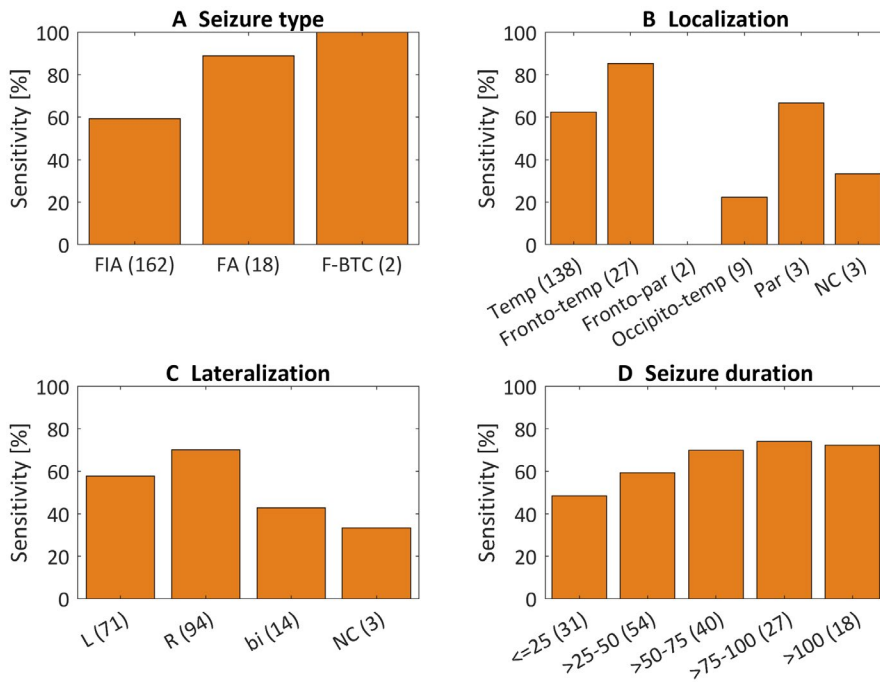 A Seizure type
Sensitivity [%]
100
80
60
40
20
0
FIA (162) FA (18) F-BTC (2)
B Localization
Sensitivity [%]
100
80
60
40
20
0
Temp (138)
Fronto-temp (27)
Fronto-par (2)
Occipito-temp (9)
Par (3)
NC (3)
C Lateralization
Sensitivity [%]
100
80
60
40
20
0
L (71)
R (94)
bi (14)
NC (3)
D Seizure duration
Sensitivity [%]
100
80
60
40
20
0
<=25 (31)
>25-50 (54)
>50-75 (40)
>75-100 (27)
>100 (18)